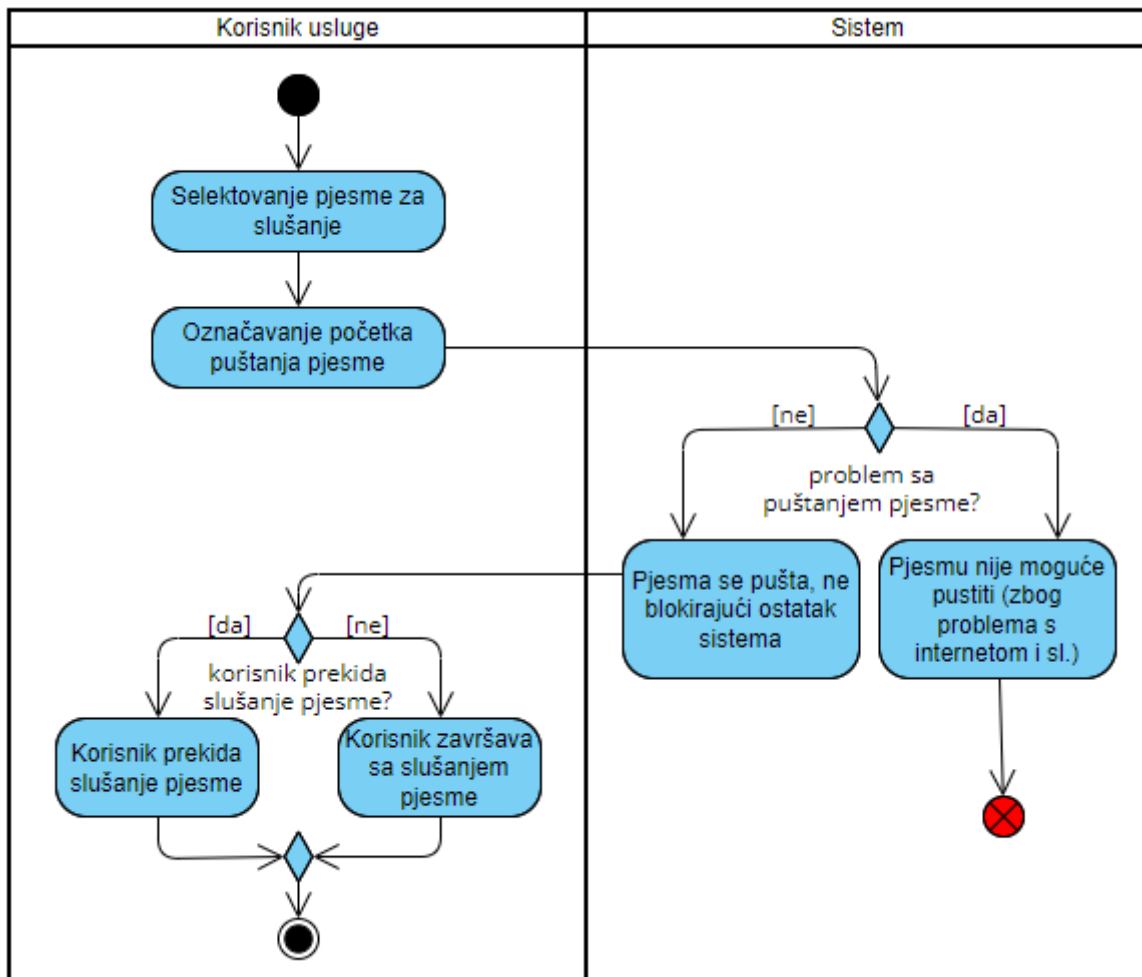 Korisnik usluge
Sistem
Selektovanje pjesme za
slušanje
Označavanje početka
puštanja pjesme
[ne]
[da]
problem sa
puštanjem pjesme?
Pjesma se pušta, ne
blokirajući ostatak
sistema
Pjesmu nije moguće
pustiti (zbog
problema s
internetom i sl.)
[da]
[ne]
korisnik prekida
slušanje pjesme?
Korisnik prekida
slušanje pjesme
Korisnik završava
sa slušanjem
pjesme